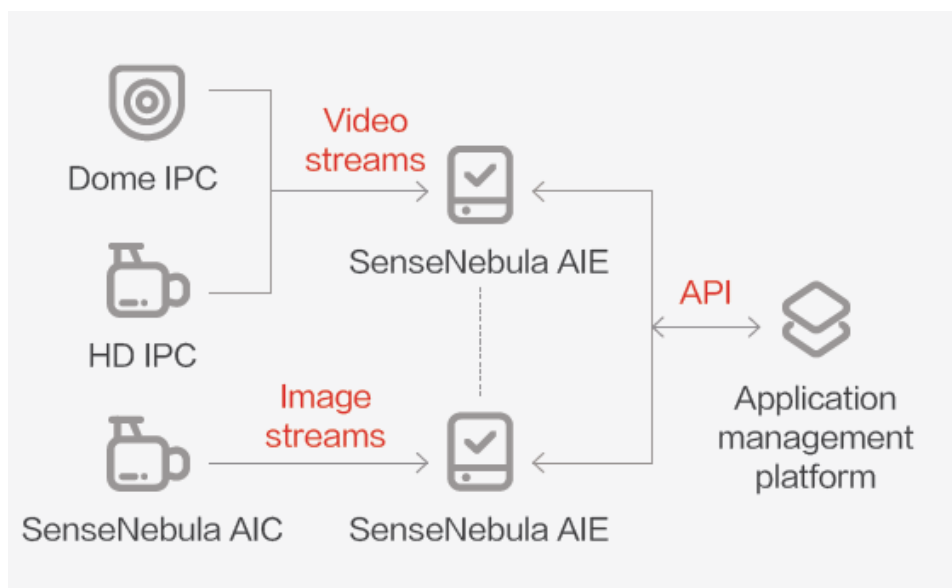 Dome IPC
Video
streams
SenseNebula AIE
HD IPC
API
Application
management
platform
Image
streams
SenseNebula AIC
SenseNebula AIE